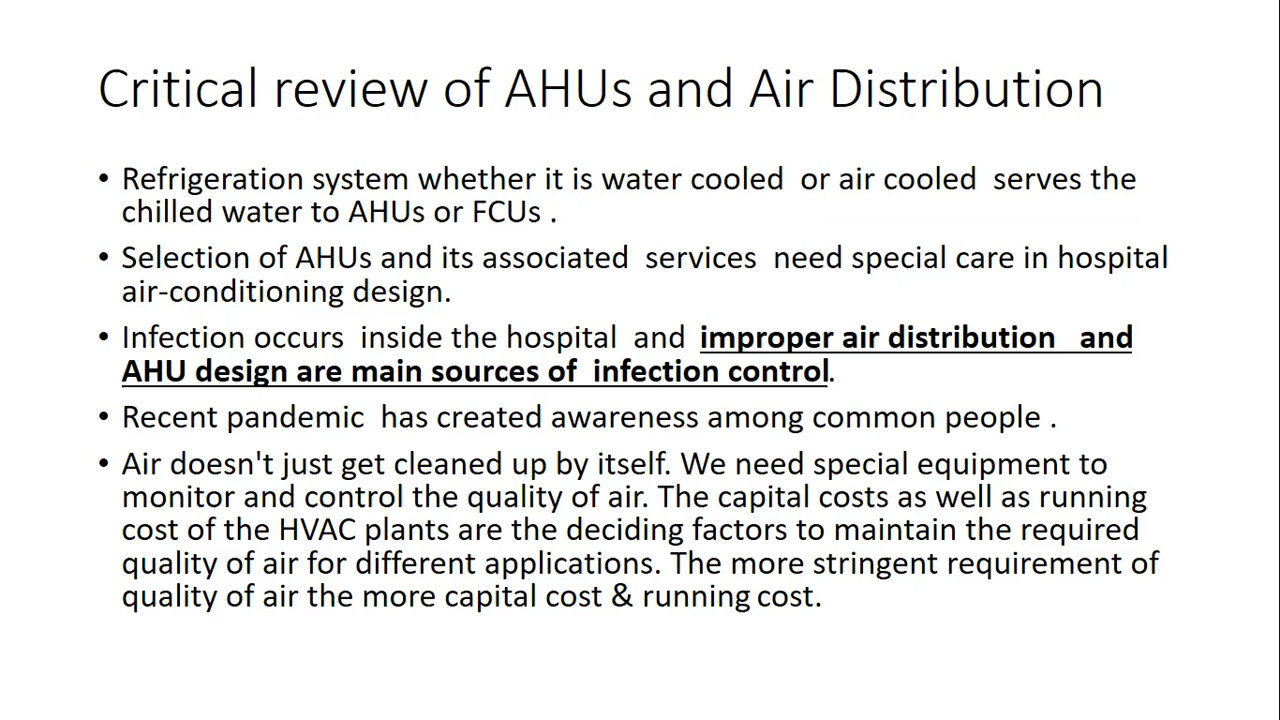 Critical review of AHUs and Air Distribution
• Refrigeration system whether it is water cooled  or air cooled  serves the
chilled water to AHUs or FCUs .
• Selection of AHUs and its associated  services  need special care in hospital
air-conditioning design.
• Infection occurs  inside the hospital  and  improper air distribution   and
AHU design are main sources of  infection control.
• Recent pandemic  has created awareness among common people .
• Air doesn't just get cleaned up by itself. We need special equipment to
monitor and control the quality of air. The capital costs as well as running
cost of the HVAC plants are the deciding factors to maintain the required
quality of air for different applications. The more stringent requirement of
quality of air the more capital cost & running cost.